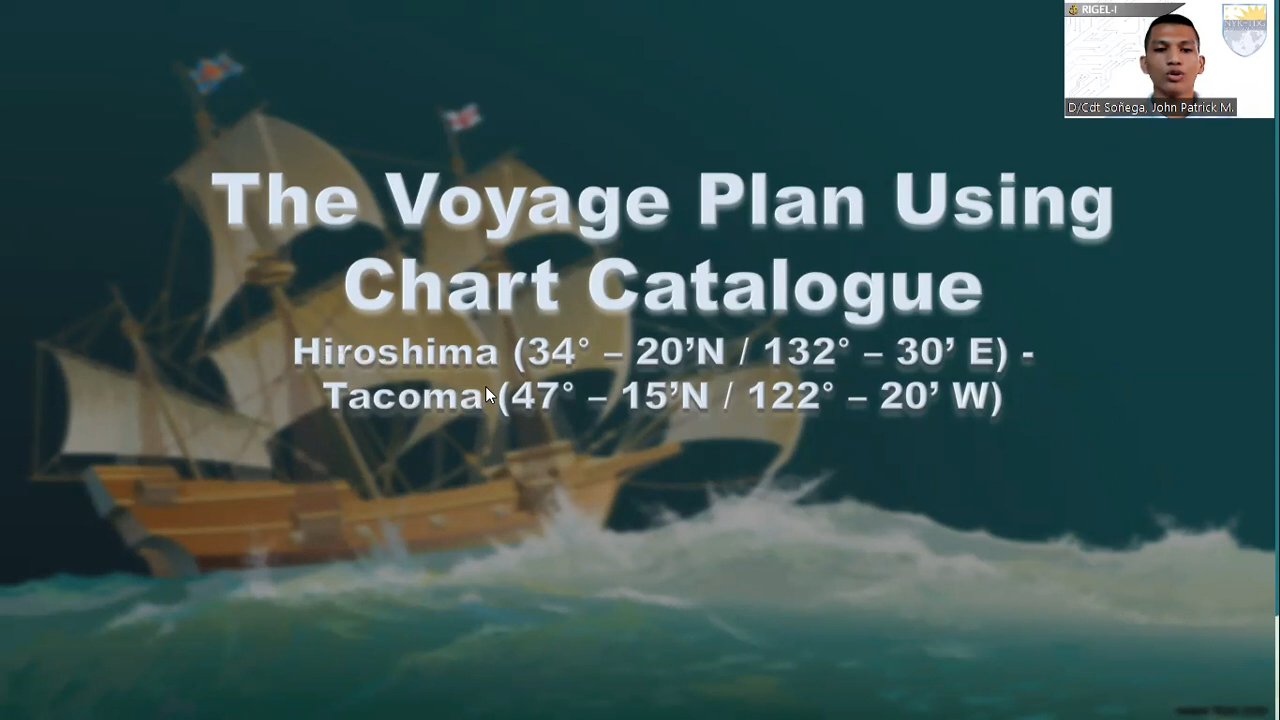 RIGEL-I
D/Cdt Soñega, John Patrick M.
The Voyage Plan Using
Chart Catalogue
Hiroshima (34° – 20’N / 132° – 30’ E) -
Tacoma (47° – 15’N / 122° – 20’ W)